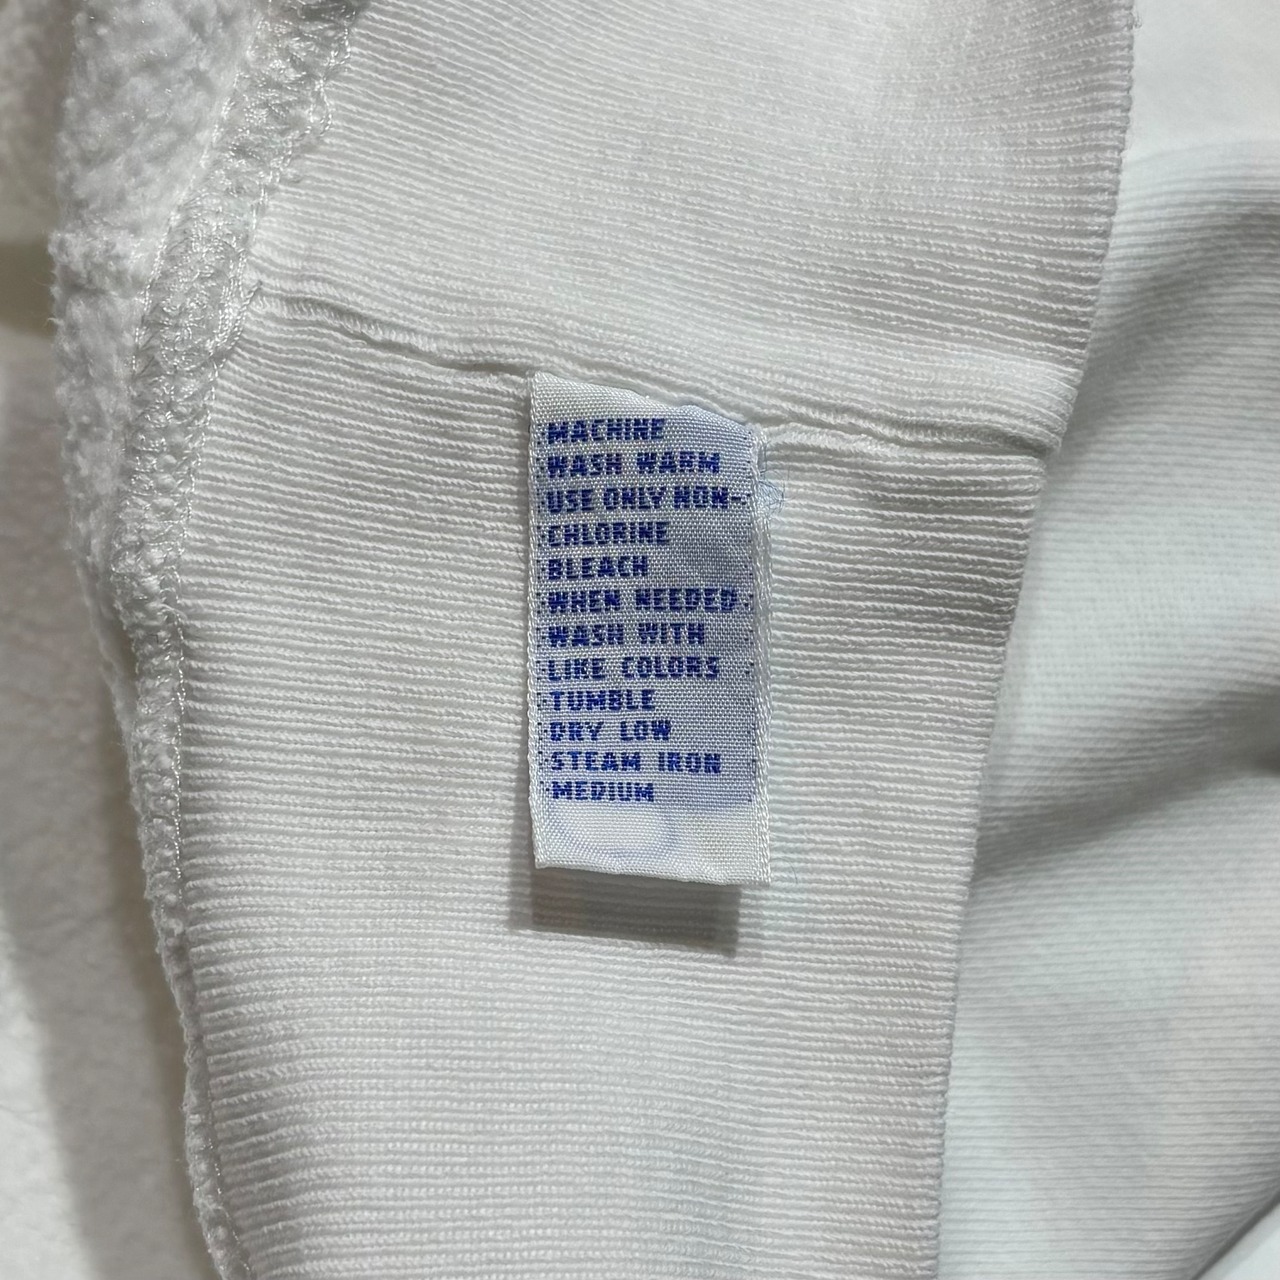 MACHINE
WASH WARM
USE ONLY NON-
CHLORINE
BLEACH
WHEN NEEDED
WASH WITH
LIKE COLORS
TUMBLE
DRY LOW
STEAM IRON
MEDIUM